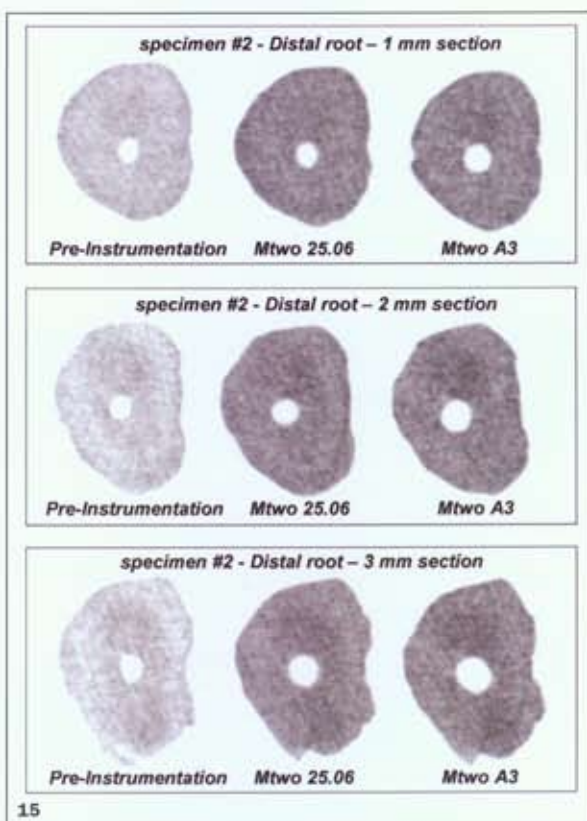 specimen #2 - Distal root – 1 mm section
Pre-Instrumentation Mtwo 25.06 Mtwo A3
specimen #2 - Distal root – 2 mm section
Pre-Instrumentation Mtwo 25.06 Mtwo A3
specimen #2 - Distal root – 3 mm section
Pre-Instrumentation Mtwo 25.06 Mtwo A3
15